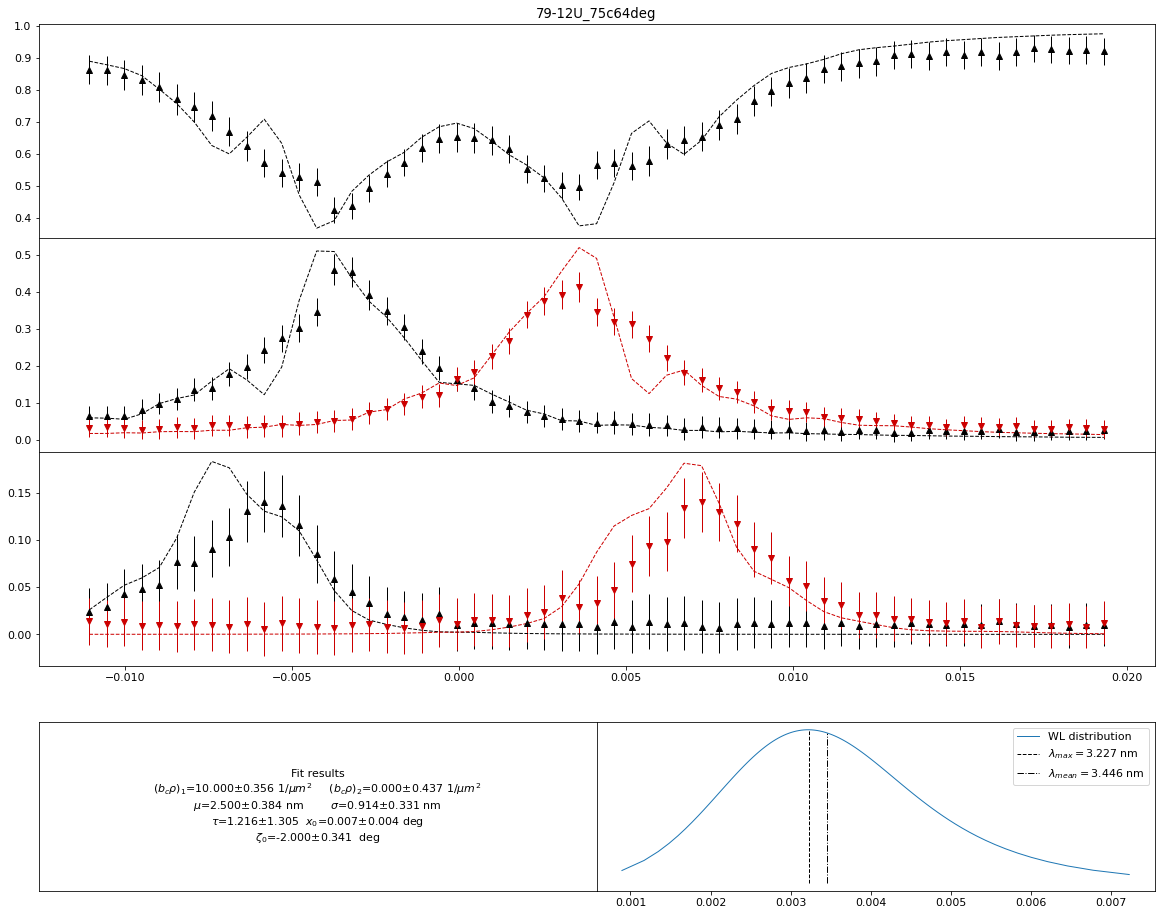 79-12U_75c64deg
1.0
0.9
0.8
0.7
0.6
0.5
0.4
0.5
0.4
0.3
0.2
0.1
0.0
0.15
0.10
0.05
0.00
−0.010 −0.005 0.000 0.005 0.010 0.015 0.020
Fit results
(b_cρ)_1=10.000±0.356 1/μm^2 (b_cρ)_2=0.000±0.437 1/μm^2
μ=2.500±0.384 nm σ=0.914±0.331 nm
τ=1.216±1.305 x_0=0.007±0.004 deg
ζ_0=-2.000±0.341 deg
WL distribution
λ_max = 3.227 nm
λ_mean = 3.446 nm
0.001 0.002 0.003 0.004 0.005 0.006 0.007